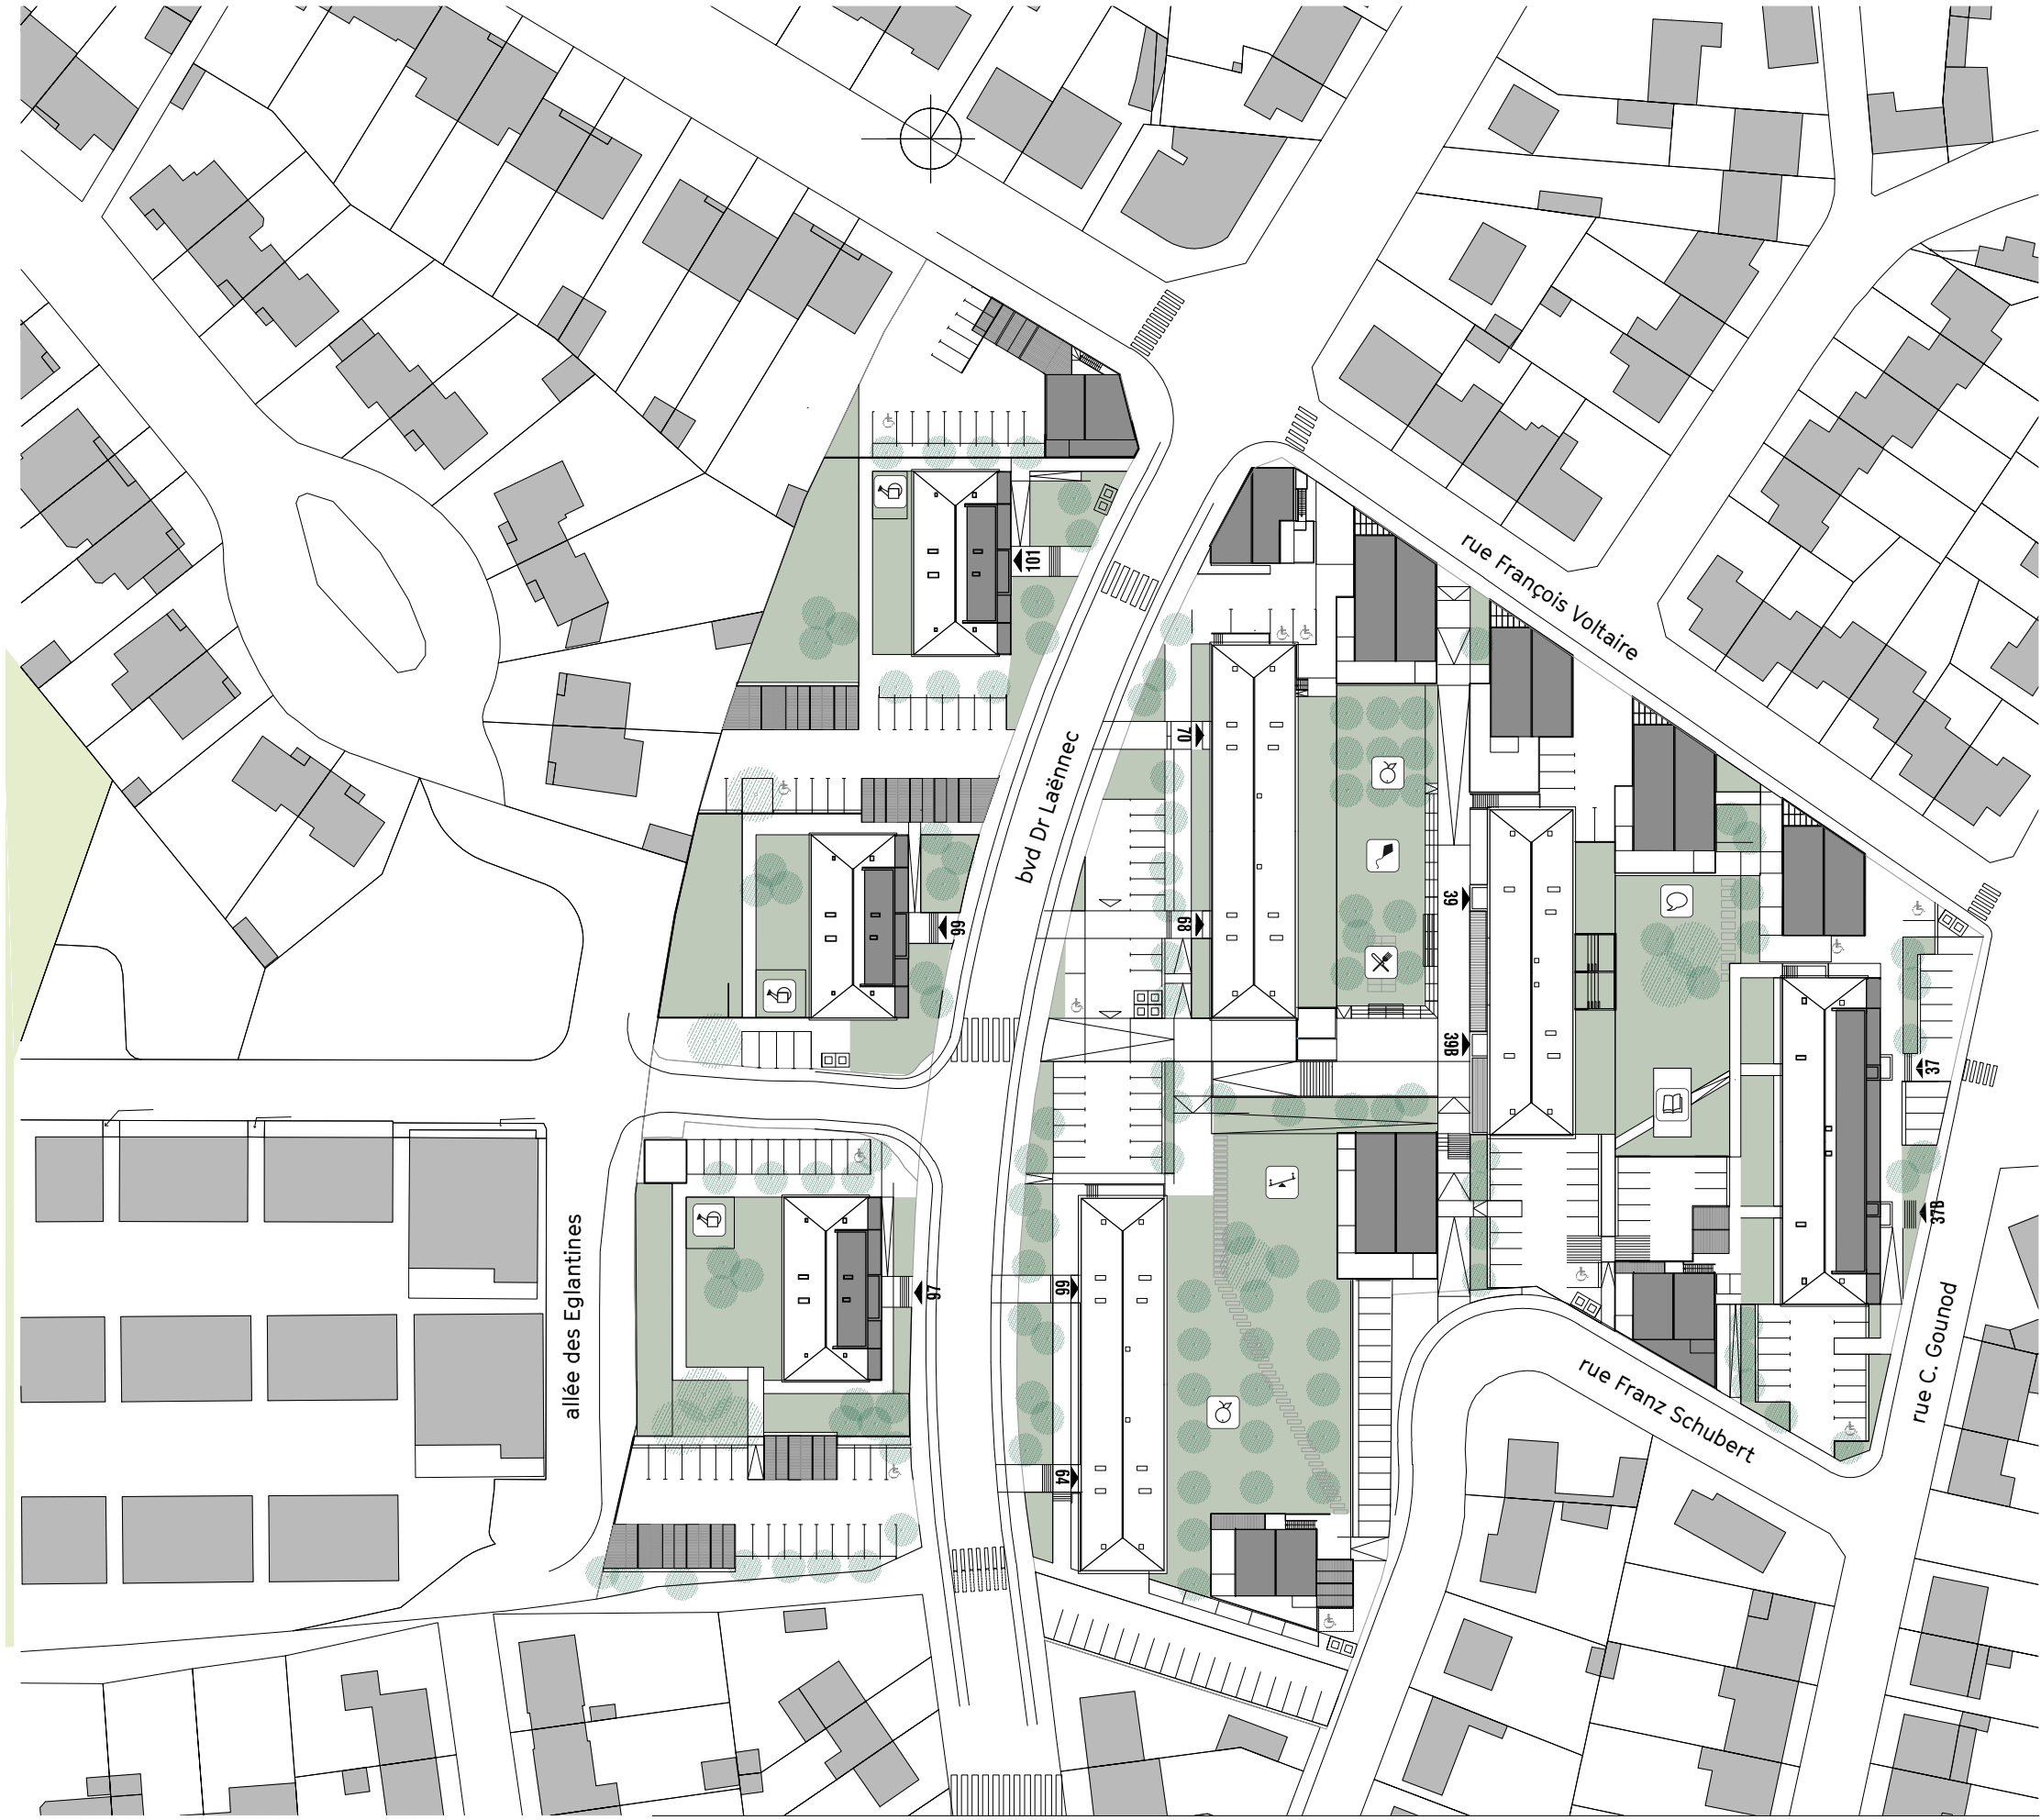 101
rue François Voltaire
70
bvd Dr Laënnec
39
68
99
39B
37
37B
66
97
allée des Eglantines
rue C. Gounod
rue Franz Schubert
64